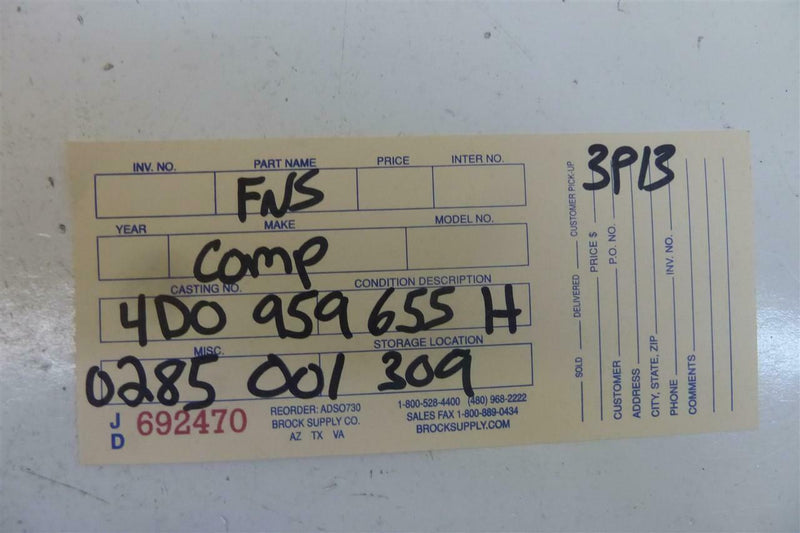 INV. NO. PART NAME PRICE INTER NO.
FNS
YEAR MAKE MODEL NO.
Comp
CASTING NO. CONDITION DESCRIPTION
4D0 959 655 H
MISC. STORAGE LOCATION
0285 001 309
J D 692470
REORDER: ADSO730
BROCK SUPPLY CO.
AZ TX VA
1-800-528-4400 (480) 968-2222
SALES FAX 1-800-889-0434
BROCKSUPPLY.COM
3P13
SOLD DELIVERED CUSTOMER PICK-UP
PRICE $
CUSTOMER P.O. NO.
ADDRESS
CITY, STATE, ZIP
PHONE INV. NO.
COMMENTS